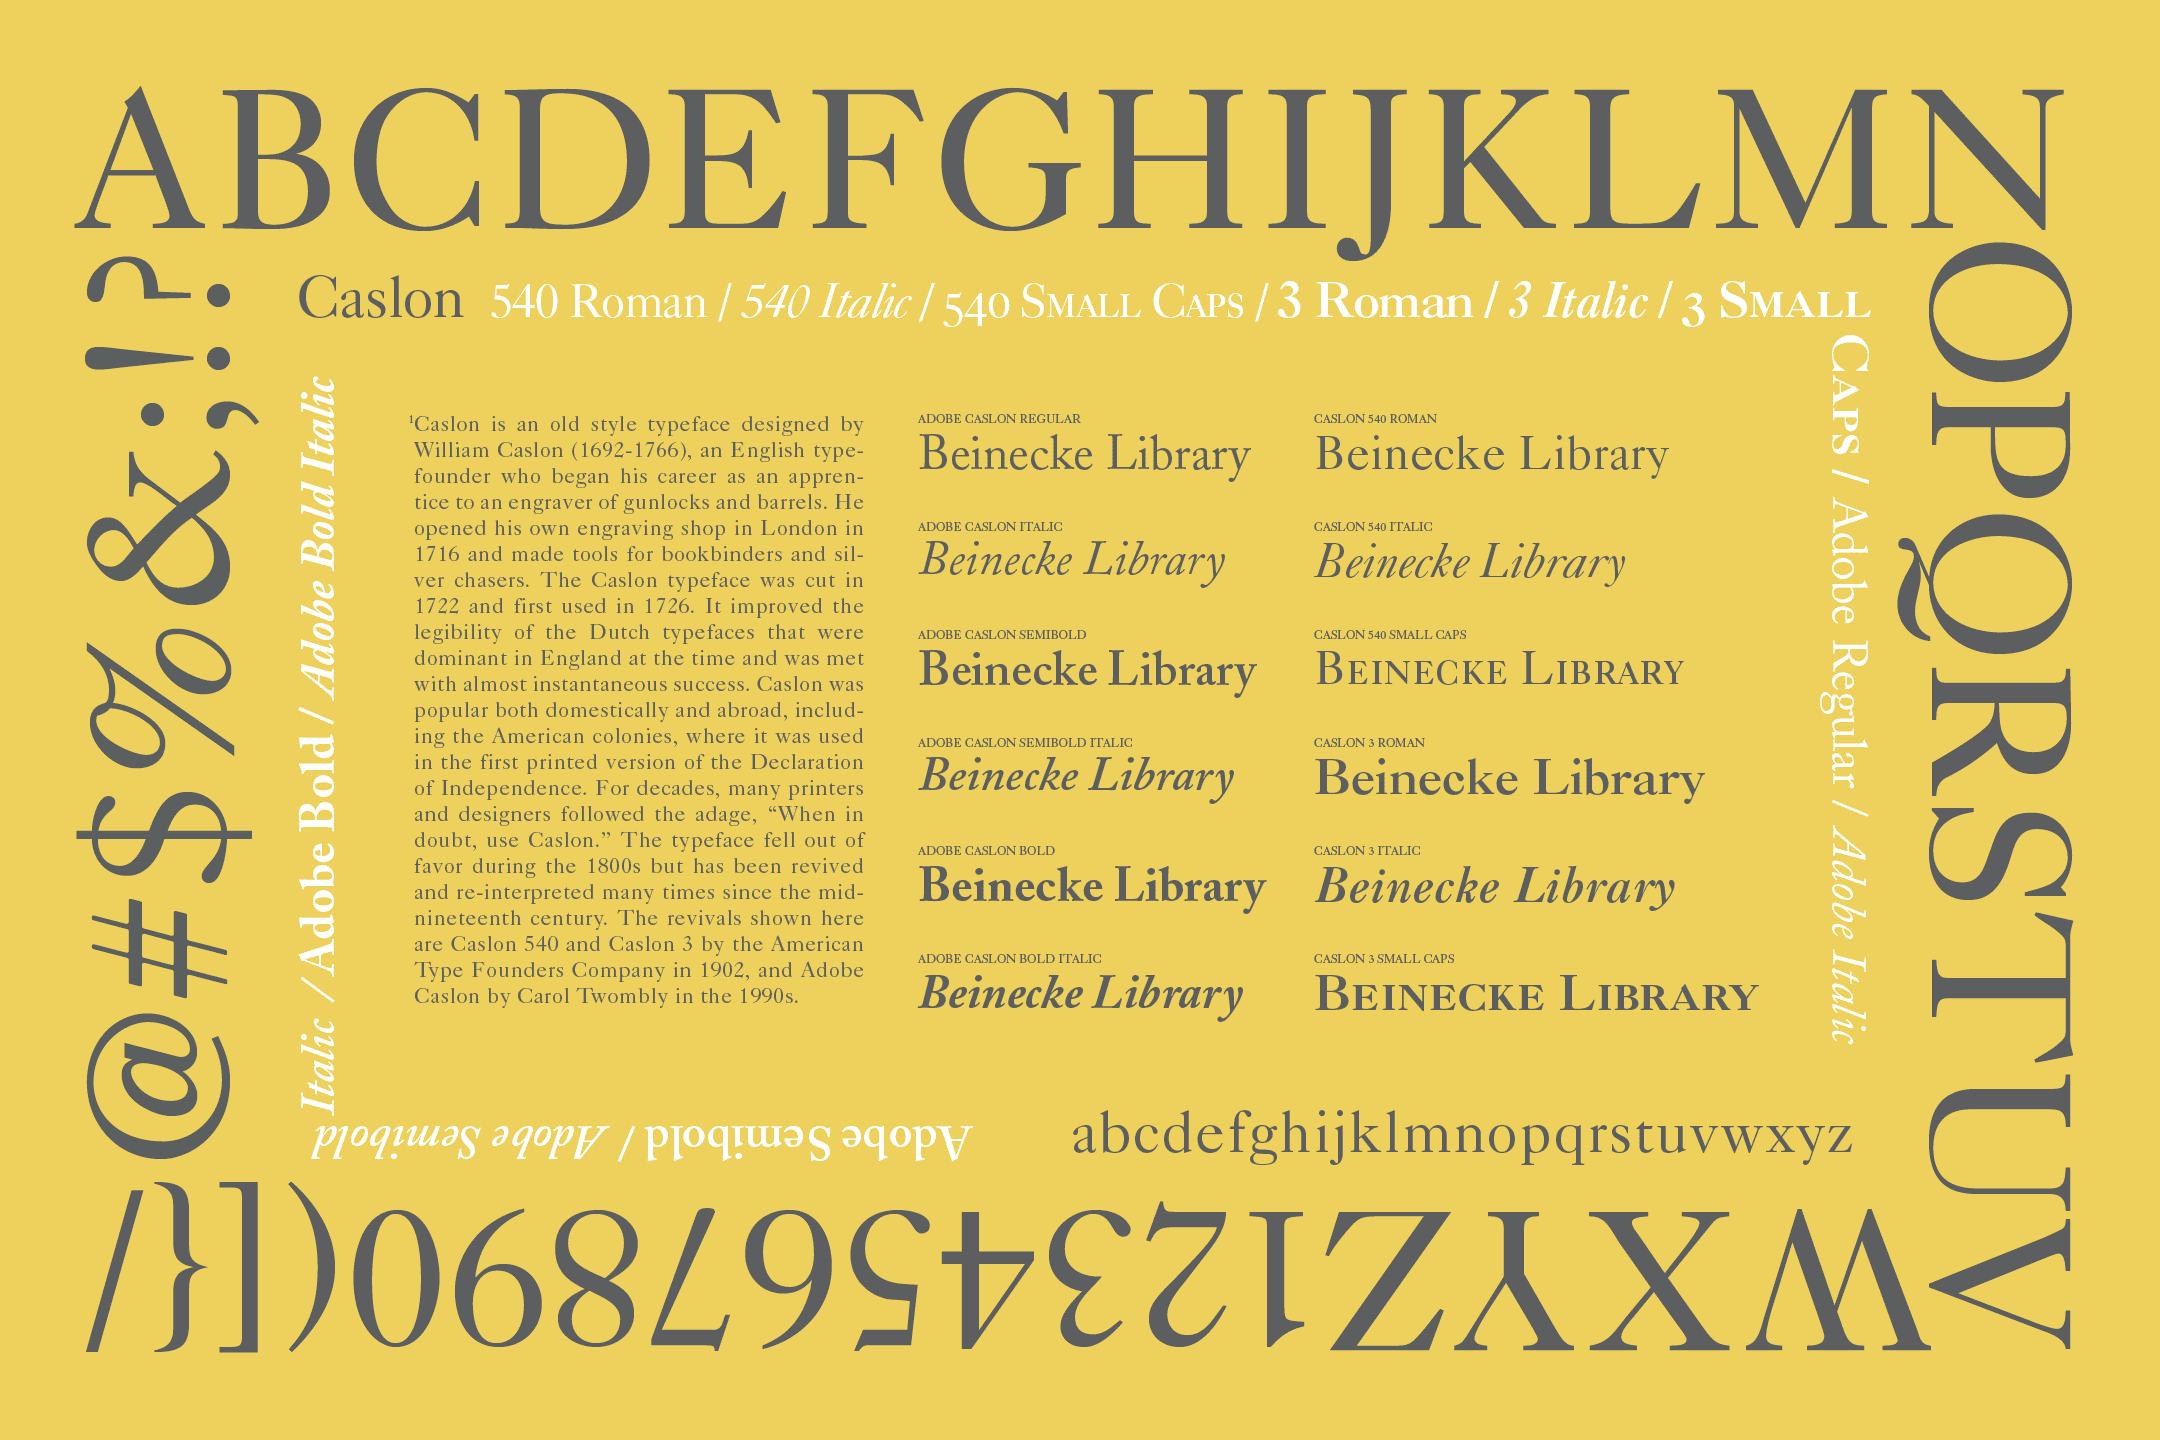 ABCDEFGHIJKLMN
OPQRSTUV
WXYZ1234567890([{/
@#$%&:;!?
Caslon 540 Roman / 540 Italic / 540 Small Caps / 3 Roman / 3 Italic / 3 Small
Caps / Adobe Regular / Adobe Italic
Adobe Semibold / Adobe Semibold
Italic / Adobe Bold / Adobe Bold Italic
¹Caslon is an old style typeface designed by
William Caslon (1692-1766), an English type-
founder who began his career as an appren-
tice to an engraver of gunlocks and barrels. He
opened his own engraving shop in London in
1716 and made tools for bookbinders and sil-
ver chasers. The Caslon typeface was cut in
1722 and first used in 1726. It improved the
legibility of the Dutch typefaces that were
dominant in England at the time and was met
with almost instantaneous success. Caslon was
popular both domestically and abroad, includ-
ing the American colonies, where it was used
in the first printed version of the Declaration
of Independence. For decades, many printers
and designers followed the adage, “When in
doubt, use Caslon.” The typeface fell out of
favor during the 1800s but has been revived
and re-interpreted many times since the mid-
nineteenth century. The revivals shown here
are Caslon 540 and Caslon 3 by the American
Type Founders Company in 1902, and Adobe
Caslon by Carol Twombly in the 1990s.
ADOBE CASLON REGULAR
Beinecke Library
ADOBE CASLON ITALIC
Beinecke Library
ADOBE CASLON SEMIBOLD
Beinecke Library
ADOBE CASLON SEMIBOLD ITALIC
Beinecke Library
ADOBE CASLON BOLD
Beinecke Library
ADOBE CASLON BOLD ITALIC
Beinecke Library
CASLON 540 ROMAN
Beinecke Library
CASLON 540 ITALIC
Beinecke Library
CASLON 540 SMALL CAPS
Beinecke Library
CASLON 3 ROMAN
Beinecke Library
CASLON 3 ITALIC
Beinecke Library
CASLON 3 SMALL CAPS
Beinecke Library
abcdefghijklmnopqrstuvwxyz